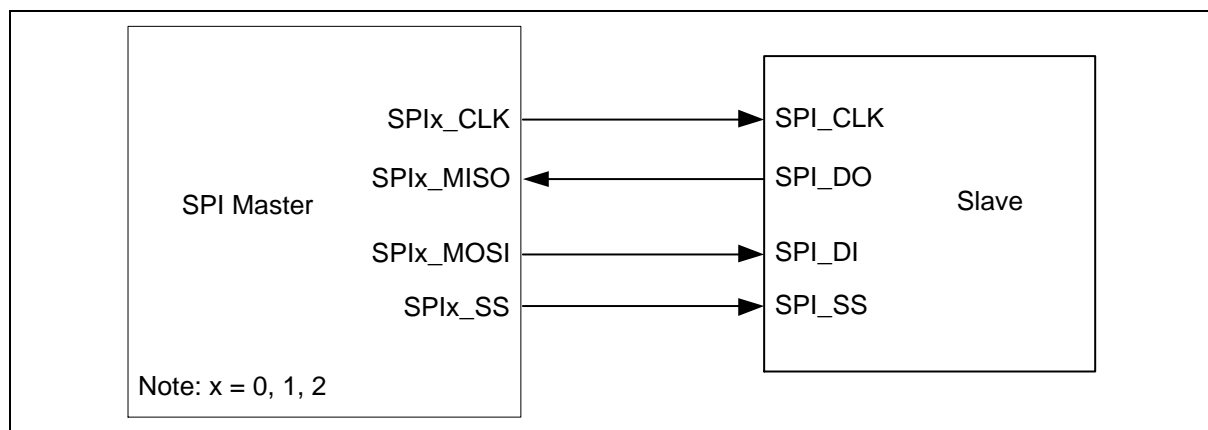 SPI Master
SPIx_CLK
SPIx_MISO
SPIx_MOSI
SPIx_SS
Note: x = 0, 1, 2
SPI_CLK
SPI_DO
SPI_DI
SPI_SS
Slave